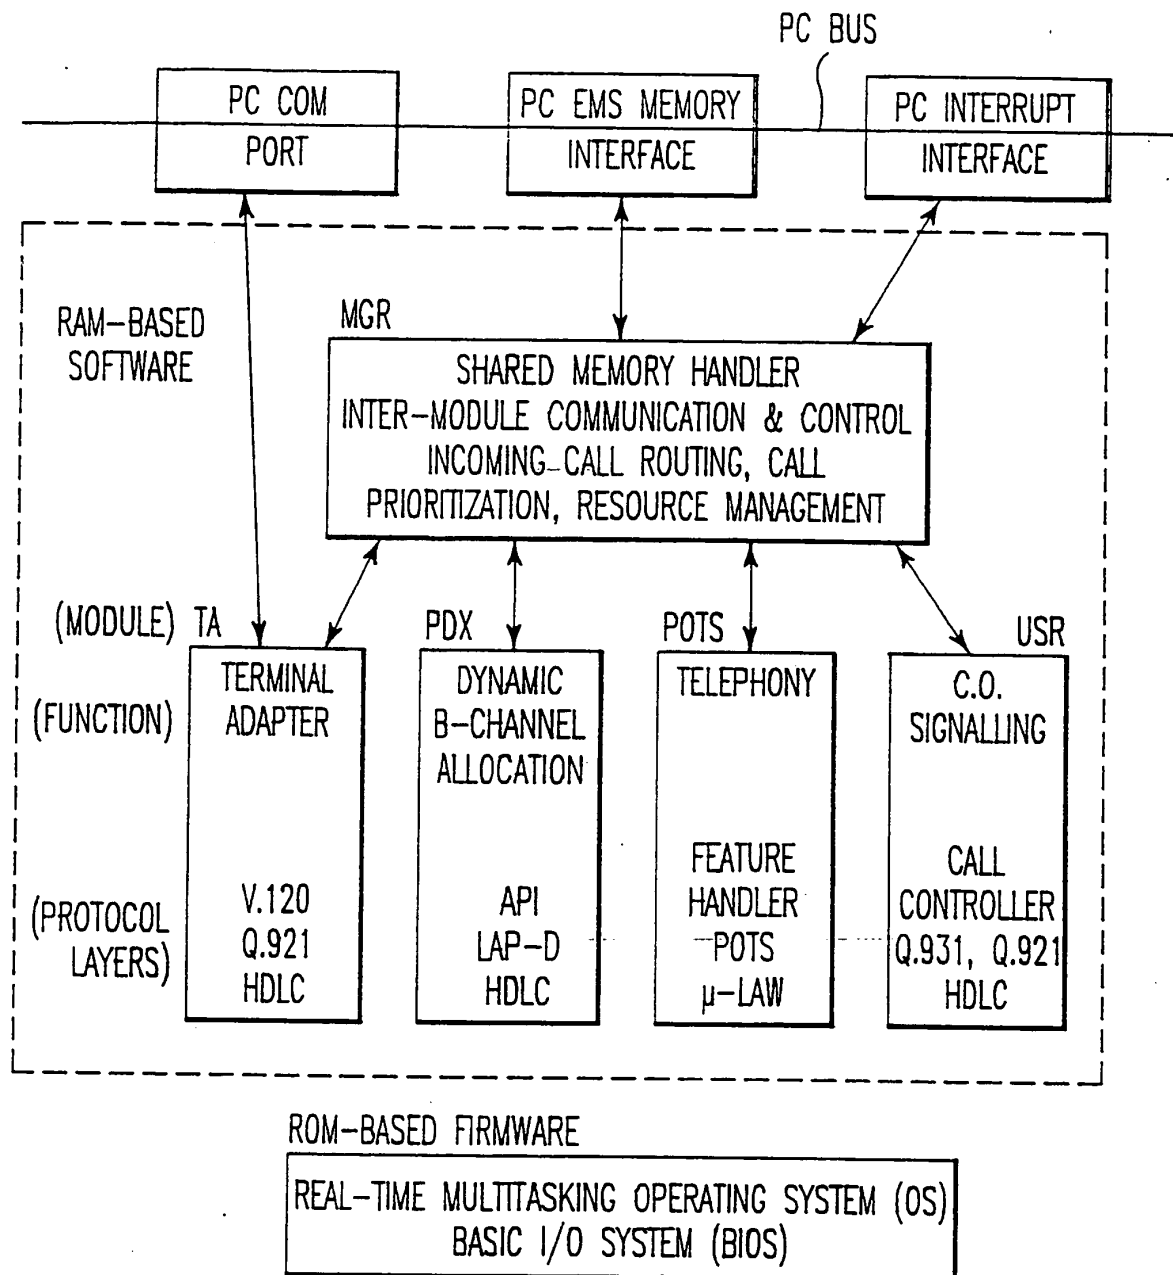 PC BUS
PC COM
PORT
PC EMS MEMORY
INTERFACE
PC INTERRUPT
INTERFACE
RAM-BASED
SOFTWARE
MGR
SHARED MEMORY HANDLER
INTER-MODULE COMMUNICATION & CONTROL
INCOMING-CALL ROUTING, CALL
PRIORITIZATION, RESOURCE MANAGEMENT
(MODULE) TA
PDX
POTS
USR
(FUNCTION)
TERMINAL
ADAPTER
DYNAMIC
B-CHANNEL
ALLOCATION
TELEPHONY
C.O.
SIGNALLING
(PROTOCOL
LAYERS)
V.120
Q.921
HDLC
API
LAP-D
HDLC
FEATURE
HANDLER
POTS
μ-LAW
CALL
CONTROLLER
Q.931, Q.921
HDLC
ROM-BASED FIRMWARE
REAL-TIME MULTITASKING OPERATING SYSTEM (OS)
BASIC I/O SYSTEM (BIOS)